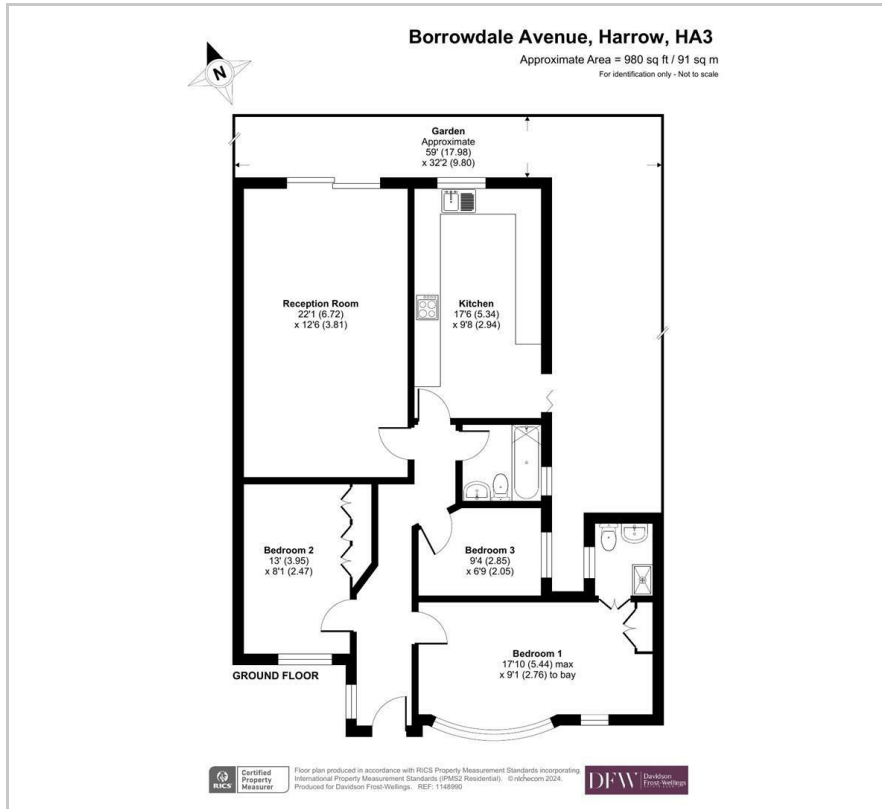 Borrowdale Avenue, Harrow, HA3
Approximate Area = 980 sq ft / 91 sq m
For identification only - Not to scale
N
Garden
Approximate
59' (17.98)
x 32'2 (9.80)
Reception Room
22'1 (6.72)
x 12'6 (3.81)
Kitchen
17'6 (5.34)
x 9'8 (2.94)
Bedroom 2
13' (3.95)
x 8'1 (2.47)
Bedroom 3
9'4 (2.85)
x 6'9 (2.05)
Bedroom 1
17'10 (5.44) max
x 9'1 (2.76) to bay
GROUND FLOOR
RICS
Certified
Property
Measurer
Floor plan produced in accordance with RICS Property Measurement Standards incorporating
International Property Measurement Standards (IPMS2 Residential). © nichecom 2024.
Produced for Davidson Frost-Wellings. REF: 1148990
DFW
Davidson
Frost-Wellings